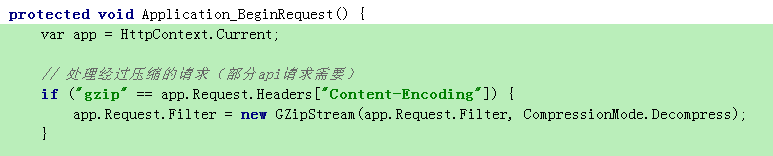 protected void Application_BeginRequest() {
var app = HttpContext.Current;
// 处理经过压缩的请求（部分api请求需要）
if ("gzip" == app.Request.Headers["Content-Encoding"]) {
app.Request.Filter = new GZipStream(app.Request.Filter, CompressionMode.Decompress);
}